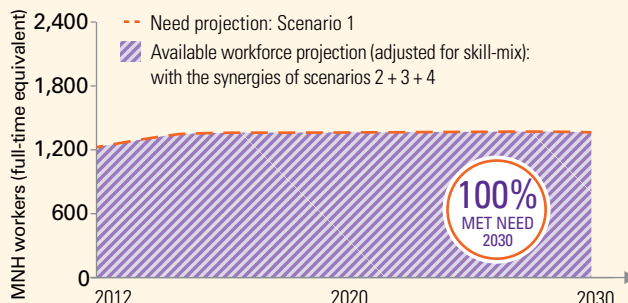 MNH workers (full-time equivalent)
2,400
1,800
1,200
600
0
Need projection: Scenario 1
Available workforce projection (adjusted for skill-mix):
with the synergies of scenarios 2 + 3 + 4
100%
MET NEED
2030
2012
2020
2030